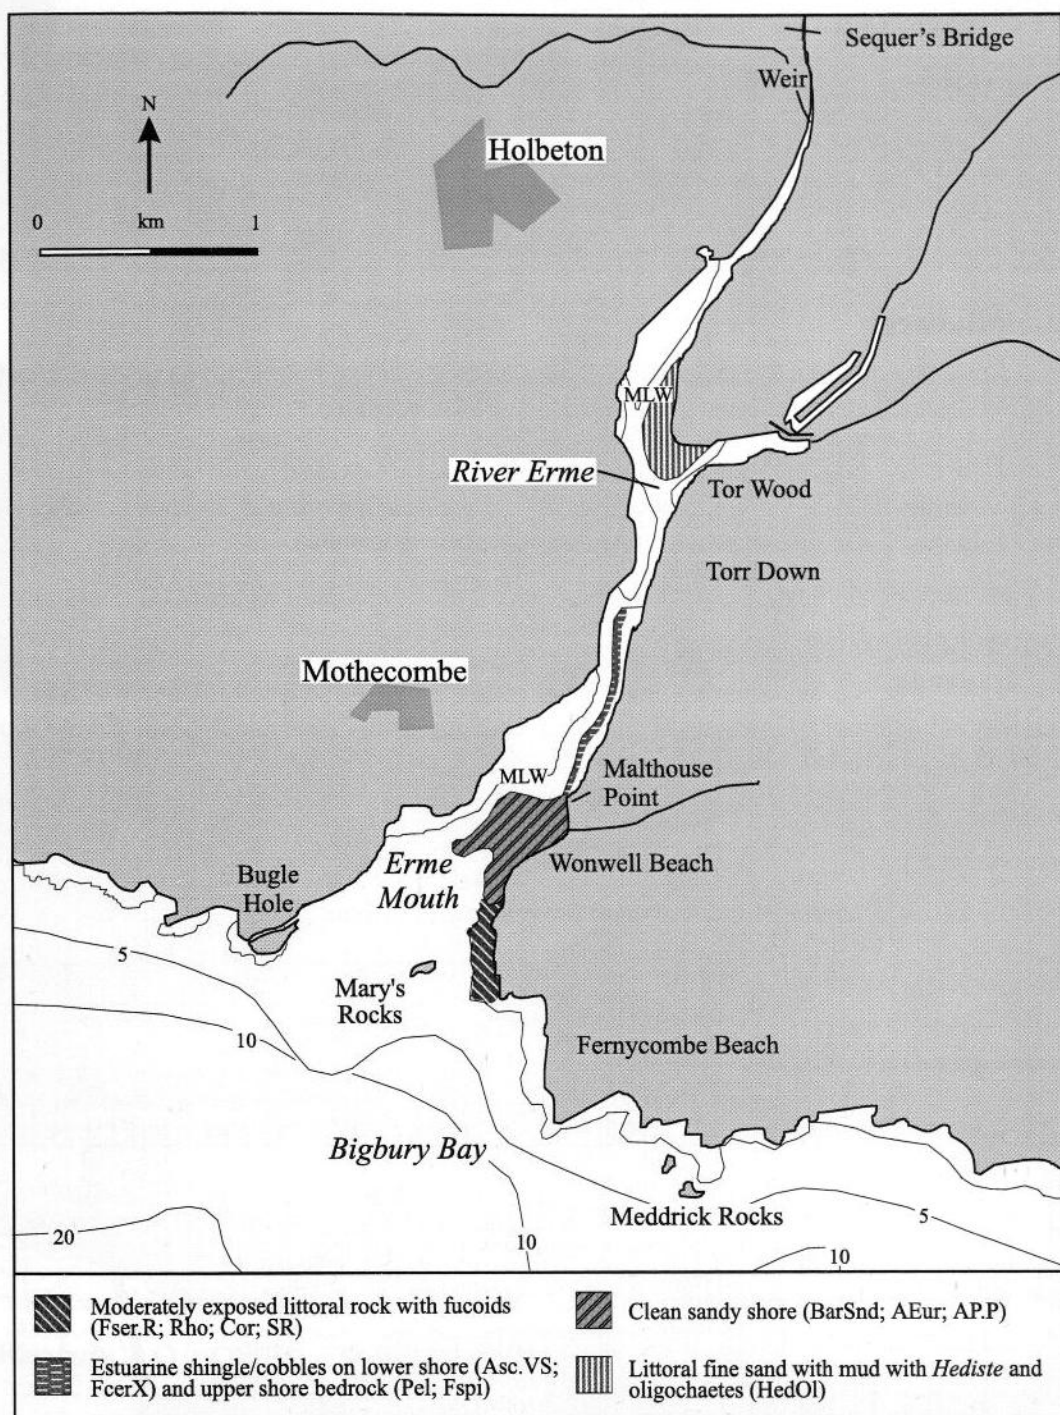 Sequer's Bridge
Weir
N
Holbeton
0 km 1
MLW
River Erme
Tor Wood
Torr Down
Mothecombe
MLW
Malthouse
Point
Erme
Mouth
Wonwell Beach
Bugle
Hole
5
Mary's
Rocks
10
Fernycombe Beach
Bigbury Bay
Meddrick Rocks
5
20
10
10
Moderately exposed littoral rock with fucoids
(Fser.R; Rho; Cor; SR)
Clean sandy shore (BarSnd; AEur; AP.P)
Estuarine shingle/cobbles on lower shore (Asc.VS;
FcerX) and upper shore bedrock (Pel; Fspi)
Littoral fine sand with mud with Hediste and
oligochaetes (HedOl)